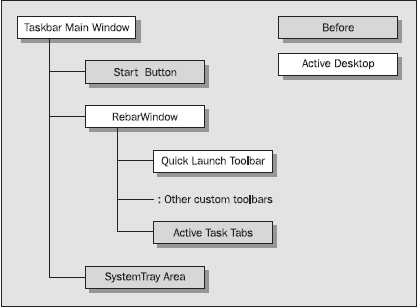 Taskbar Main Window
Before
Active Desktop
Start Button
RebarWindow
Quick Launch Toolbar
: Other custom toolbars
Active Task Tabs
SystemTray Area